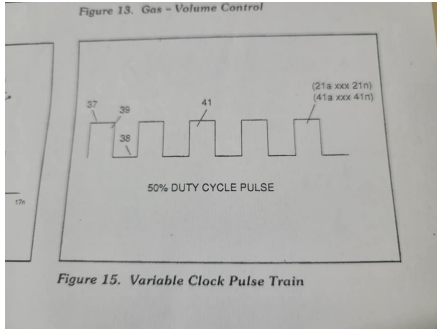 Figure 13. Gas - Volume Control
(21a xxx 21n)
37
39
41
(41a xxx 41n)
38
17n
50% DUTY CYCLE PULSE
Figure 15. Variable Clock Pulse Train